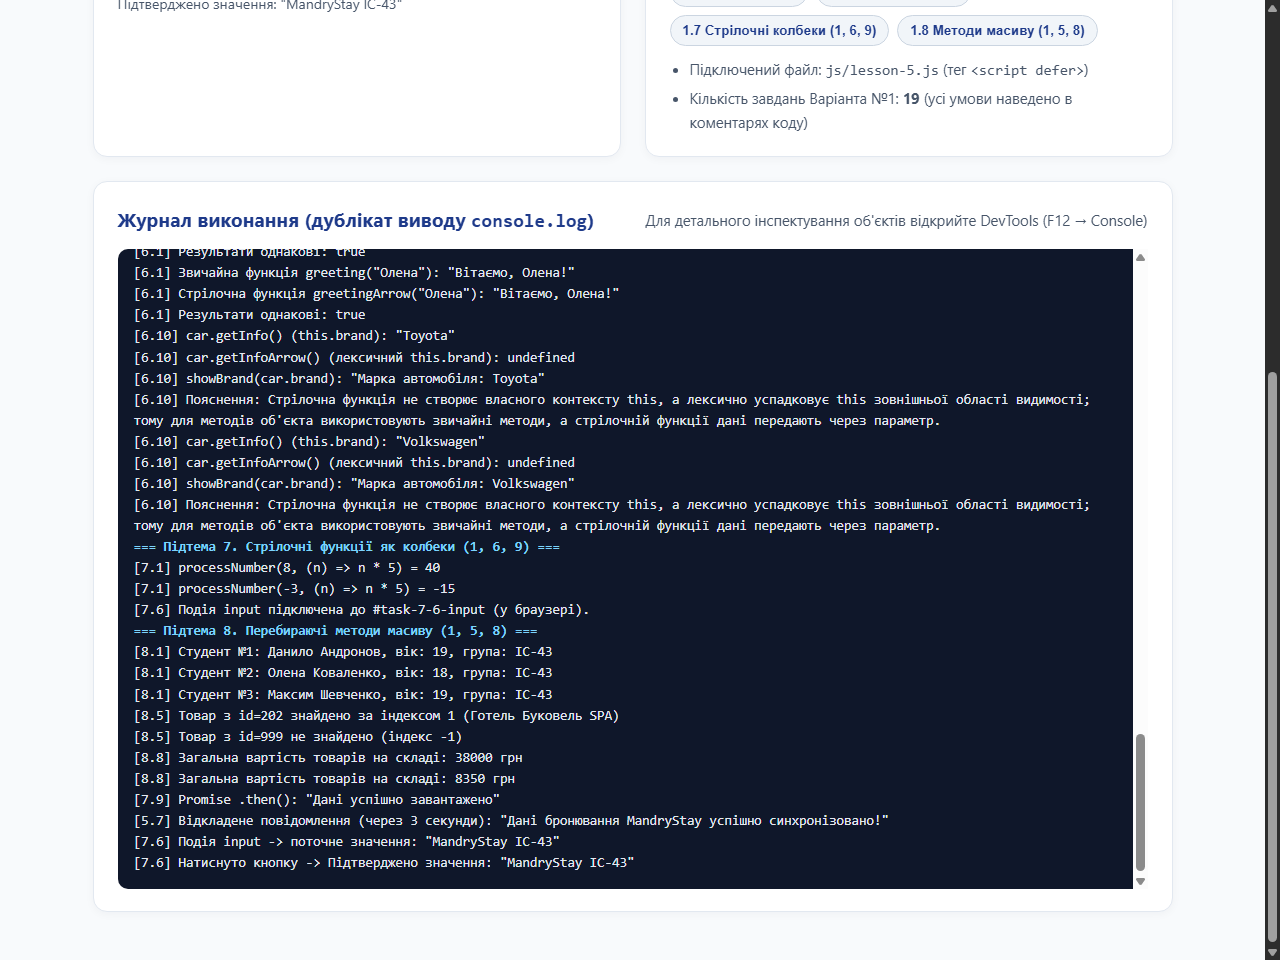 Підтверджено значення: "MandryStay ІС-43"
1.7 Стрілочні колбеки (1, 6, 9)
1.8 Методи масиву (1, 5, 8)
• Підключений файл: js/lesson-5.js (тег <script defer>)
• Кількість завдань Варіанта №1: 19 (усі умови наведено в
коментарях коду)
Журнал виконання (дублікат виводу console.log)
Для детального інспектування об'єктів відкрийте DevTools (F12 → Console)
[6.1] Результати однакові: true
[6.1] Звичайна функція greeting("Олена"): "Вітаємо, Олена!"
[6.1] Стрілочна функція greetingArrow("Олена"): "Вітаємо, Олена!"
[6.1] Результати однакові: true
[6.10] car.getInfo() (this.brand): "Toyota"
[6.10] car.getInfoArrow() (лексичний this.brand): undefined
[6.10] showBrand(car.brand): "Марка автомобіля: Toyota"
[6.10] Пояснення: Стрілочна функція не створює власного контексту this, а лексично успадковує this зовнішньої області видимості;
тому для методів об'єкта використовують звичайні методи, а стрілочній функції дані передають через параметр.
[6.10] car.getInfo() (this.brand): "Volkswagen"
[6.10] car.getInfoArrow() (лексичний this.brand): undefined
[6.10] showBrand(car.brand): "Марка автомобіля: Volkswagen"
[6.10] Пояснення: Стрілочна функція не створює власного контексту this, а лексично успадковує this зовнішньої області видимості;
тому для методів об'єкта використовують звичайні методи, а стрілочній функції дані передають через параметр.
=== Підтема 7. Стрілочні функції як колбеки (1, 6, 9) ===
[7.1] processNumber(8, (n) => n * 5) = 40
[7.1] processNumber(-3, (n) => n * 5) = -15
[7.6] Подія input підключена до #task-7-6-input (у браузері).
=== Підтема 8. Перебираючі методи масиву (1, 5, 8) ===
[8.1] Студент №1: Данило Андронов, вік: 19, група: ІС-43
[8.1] Студент №2: Олена Коваленко, вік: 18, група: ІС-43
[8.1] Студент №3: Максим Шевченко, вік: 19, група: ІС-43
[8.5] Товар з id=202 знайдено за індексом 1 (Готель Буковель SPA)
[8.5] Товар з id=999 не знайдено (індекс -1)
[8.8] Загальна вартість товарів на складі: 38000 грн
[8.8] Загальна вартість товарів на складі: 8350 грн
[7.9] Promise .then(): "Дані успішно завантажено"
[5.7] Відкладене повідомлення (через 3 секунди): "Дані бронювання MandryStay успішно синхронізовано!"
[7.6] Подія input -> поточне значення: "MandryStay ІС-43"
[7.6] Натиснуто кнопку -> Підтверджено значення: "MandryStay ІС-43"